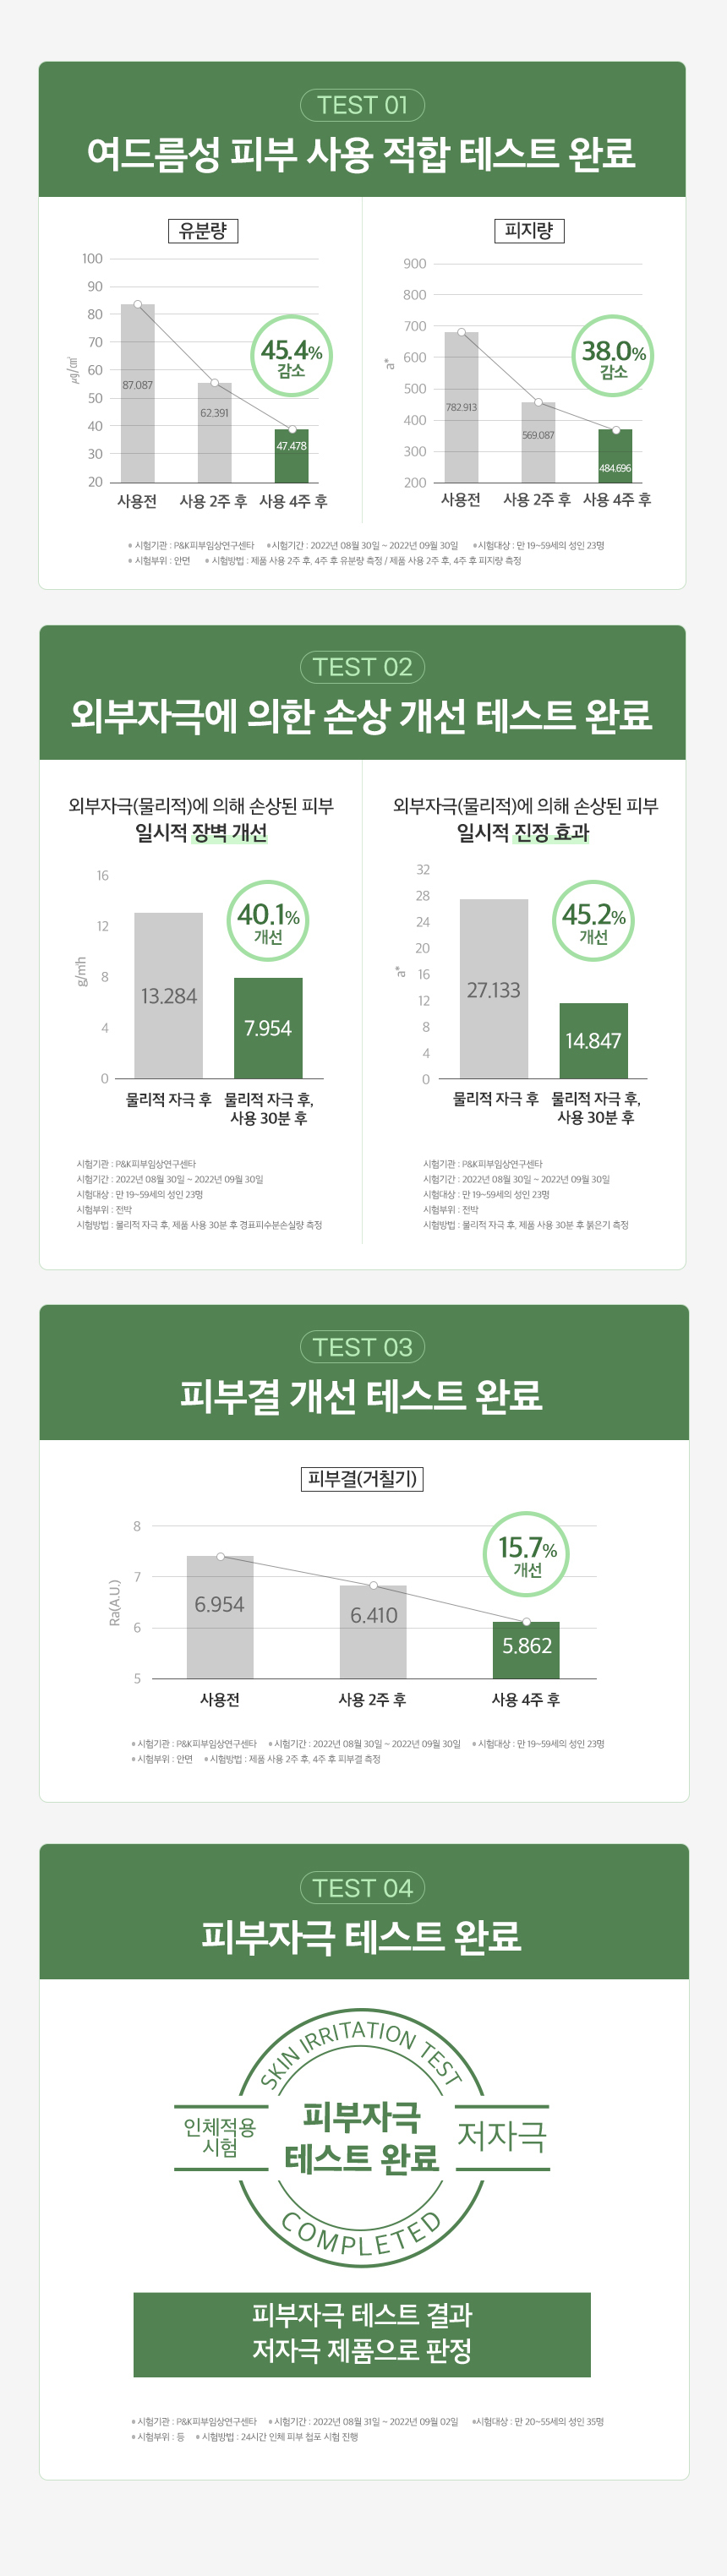 TEST 01
여드름성 피부 사용 적합 테스트 완료
유분량
100
90
80
70
60
50
40
30
20
㎍/㎠
87.087
62.391
47.478
45.4%
감소
사용전
사용 2주 후
사용 4주 후
피지량
900
800
700
600
500
400
300
200
a*
782.913
569.087
484.696
38.0%
감소
사용전
사용 2주 후
사용 4주 후
• 시험기관 : P&K피부임상연구센타 •시험기간 : 2022년 08월 30일 ~ 2022년 09월 30일 •시험대상 : 만 19~59세의 성인 23명
• 시험부위 : 안면 • 시험방법 : 제품 사용 2주 후, 4주 후 유분량 측정 / 제품 사용 2주 후, 4주 후 피지량 측정
TEST 02
외부자극에 의한 손상 개선 테스트 완료
외부자극(물리적)에 의해 손상된 피부
일시적 장벽 개선
16
12
8
4
0
g/㎡h
13.284
7.954
40.1%
개선
물리적 자극 후
물리적 자극 후,
사용 30분 후
시험기관 : P&K피부임상연구센타
시험기간 : 2022년 08월 30일 ~ 2022년 09월 30일
시험대상 : 만 19~59세의 성인 23명
시험부위 : 전박
시험방법 : 물리적 자극 후, 제품 사용 30분 후 경표피수분손실량 측정
외부자극(물리적)에 의해 손상된 피부
일시적 진정 효과
32
28
24
20
16
12
8
4
0
a*
27.133
14.847
45.2%
개선
물리적 자극 후
물리적 자극 후,
사용 30분 후
시험기관 : P&K피부임상연구센타
시험기간 : 2022년 08월 30일 ~ 2022년 09월 30일
시험대상 : 만 19~59세의 성인 23명
시험부위 : 전박
시험방법 : 물리적 자극 후, 제품 사용 30분 후 붉은기 측정
TEST 03
피부결 개선 테스트 완료
피부결(거칠기)
8
7
6
5
Ra(A.U.)
6.954
6.410
5.862
15.7%
개선
사용전
사용 2주 후
사용 4주 후
• 시험기관 : P&K피부임상연구센타 • 시험기간 : 2022년 08월 30일 ~ 2022년 09월 30일 • 시험대상 : 만 19~59세의 성인 23명
• 시험부위 : 안면 • 시험방법 : 제품 사용 2주 후, 4주 후 피부결 측정
TEST 04
피부자극 테스트 완료
SKIN IRRITATION TEST
인체적용
시험
피부자극
테스트 완료
저자극
COMPLETED
피부자극 테스트 결과
저자극 제품으로 판정
• 시험기관 : P&K피부임상연구센타 • 시험기간 : 2022년 08월 31일 ~ 2022년 09월 02일 •시험대상 : 만 20~55세의 성인 35명
• 시험부위 : 등 • 시험방법 : 24시간 인체 피부 첩포 시험 진행